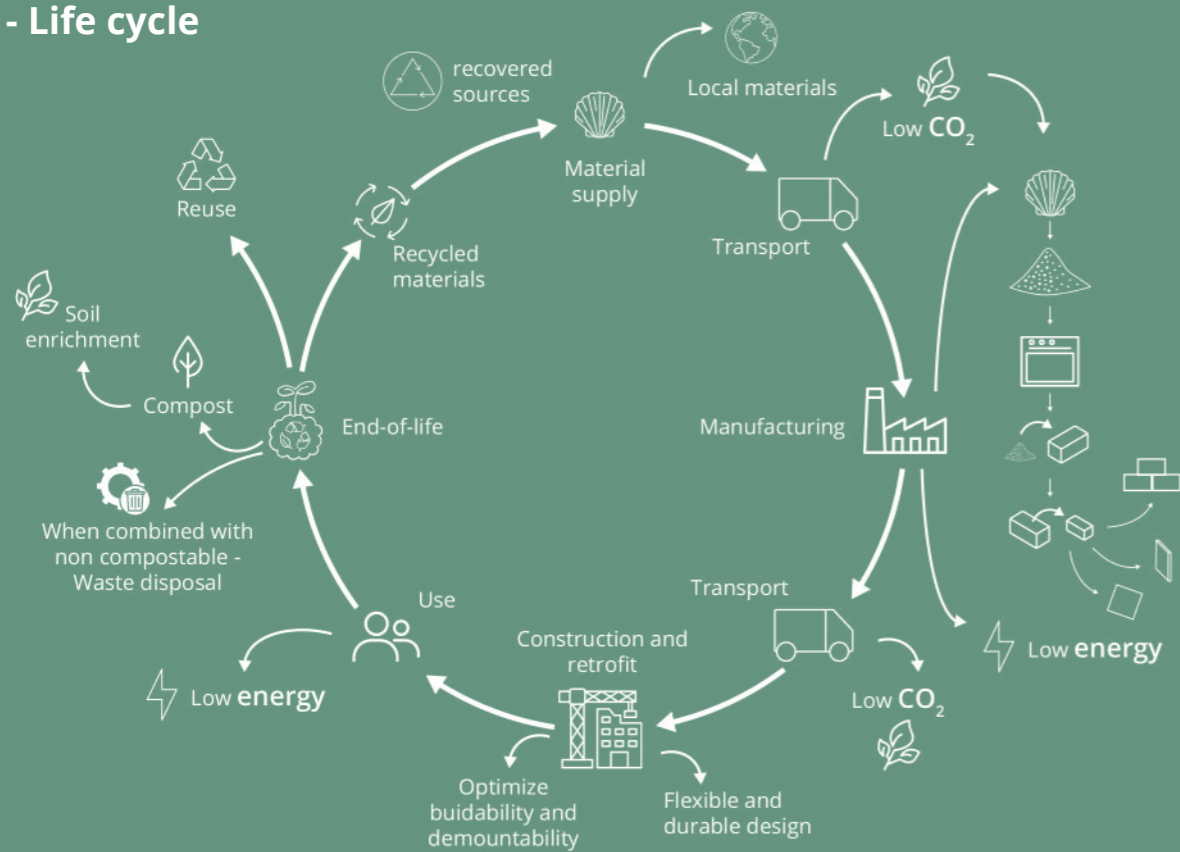 - Life cycle
recovered
sources
Local materials
Low CO₂
Material
supply
Reuse
Transport
Recycled
materials
Soil
enrichment
Compost
End-of-life
Manufacturing
When combined with
non compostable -
Waste disposal
Transport
Use
Construction and
retrofit
Low energy
Low energy
Low CO₂
Optimize
buidability and
demountability
Flexible and
durable design